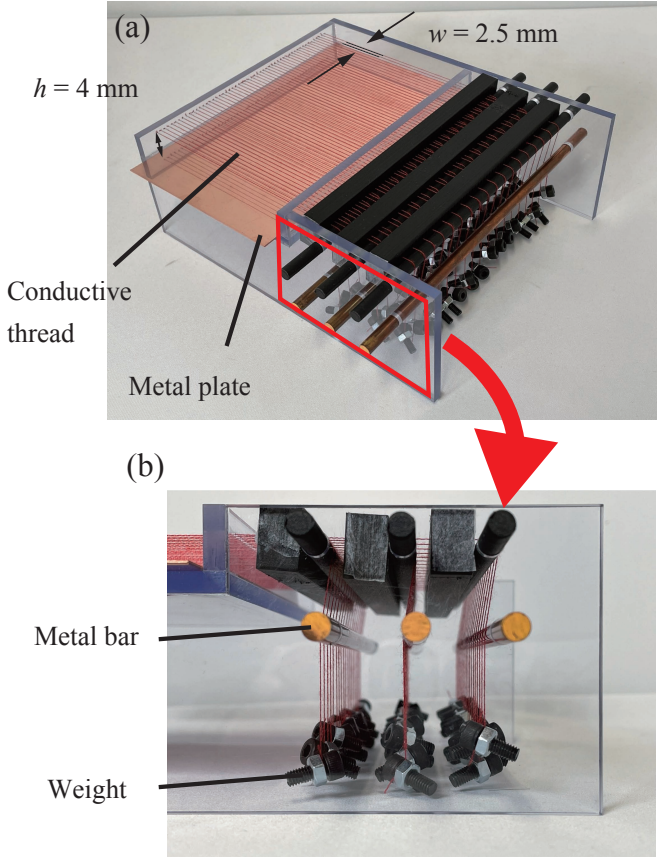 (a)
w = 2.5 mm
h = 4 mm
Conductive
thread
Metal plate
(b)
Metal bar
Weight